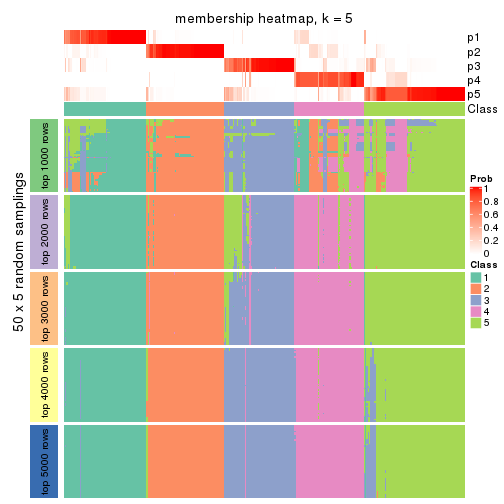 membership heatmap, k = 5
p1
p2
p3
p4
p5
Class
50 x 5 random samplings
top 1000 rows
top 2000 rows
top 3000 rows
top 4000 rows
top 5000 rows
Prob
1
0.8
0.6
0.4
0.2
0
Class
1
2
3
4
5